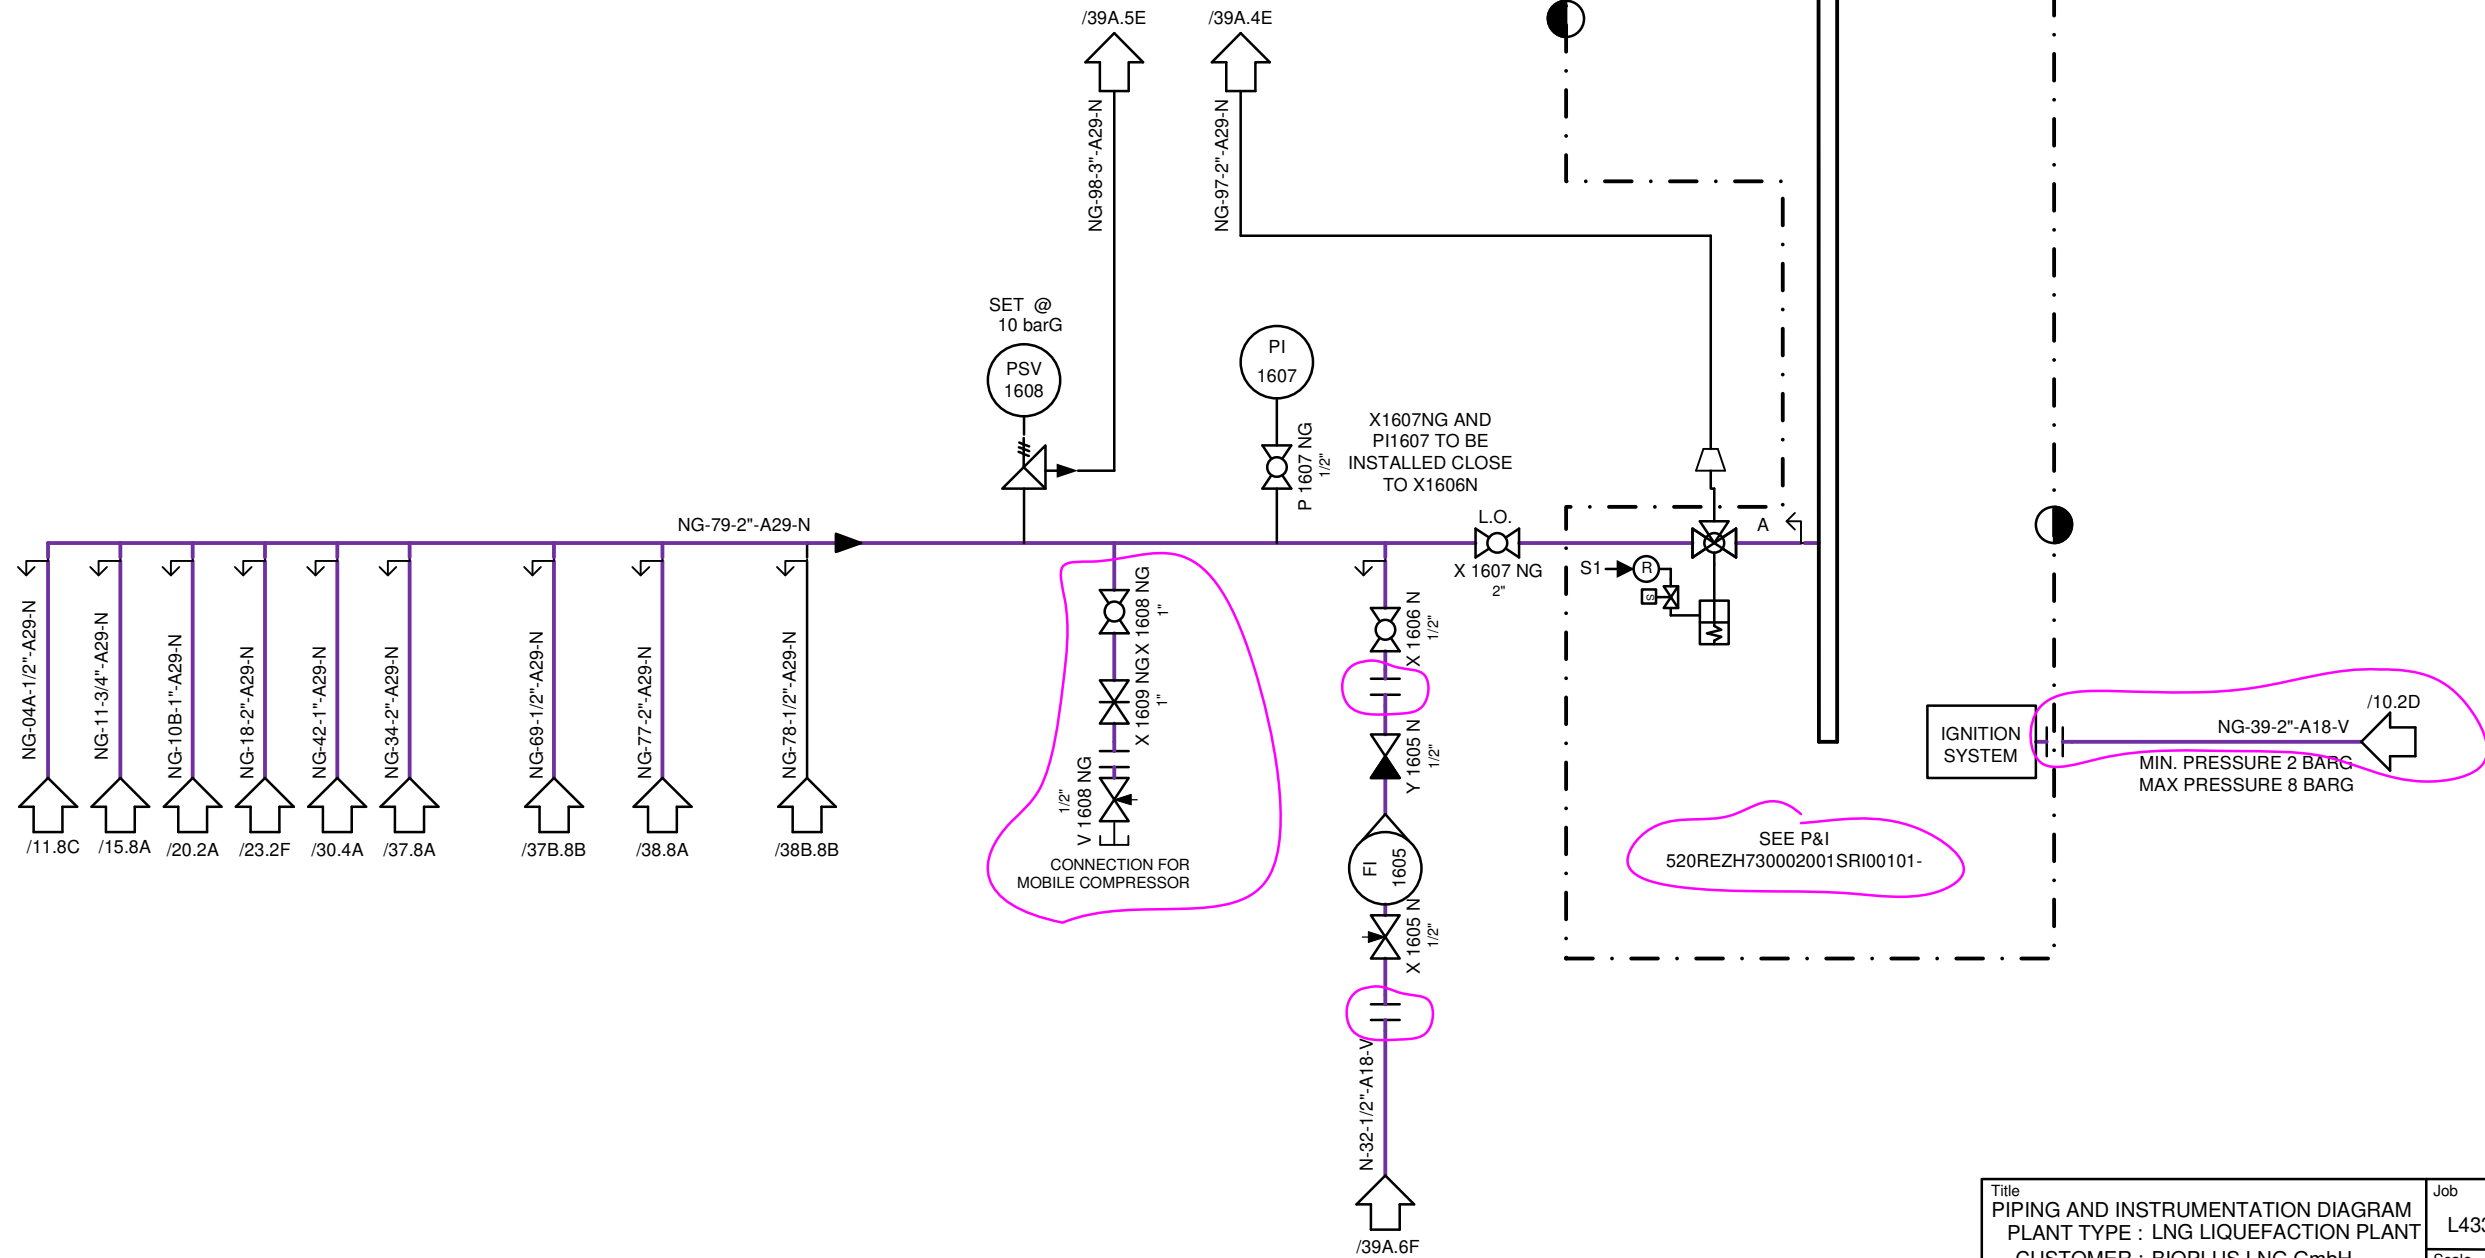 /39A.5E
/39A.4E
NG-98-3"-A29-N
NG-97-2"-A29-N
SET @
10 barG
PSV
1608
PI
1607
P 1607 NG
1/2"
X1607NG AND
PI1607 TO BE
INSTALLED CLOSE
TO X1606N
NG-79-2"-A29-N
L.O.
X 1607 NG
2"
A
S1
R
S
NG-04A-1/2"-A29-N
NG-11-3/4"-A29-N
NG-10B-1"-A29-N
NG-18-2"-A29-N
NG-42-1"-A29-N
NG-34-2"-A29-N
NG-69-1/2"-A29-N
NG-77-2"-A29-N
NG-78-1/2"-A29-N
/11.8C
/15.8A
/20.2A
/23.2F
/30.4A
/37.8A
/37B.8B
/38.8A
/38B.8B
X 1608 NG
1"
X 1609 NG
1"
V 1608 NG
1/2"
CONNECTION FOR
MOBILE COMPRESSOR
X 1606 N
1/2"
Y 1605 N
1/2"
FI
1605
X 1605 N
1/2"
N-32-1/2"-A18-V
/39A.6F
IGNITION
SYSTEM
/10.2D
NG-39-2"-A18-V
MIN. PRESSURE 2 BARG
MAX PRESSURE 8 BARG
SEE P&I
520REZH730002001SRI00101-
Title
PIPING AND INSTRUMENTATION DIAGRAM
PLANT TYPE : LNG LIQUEFACTION PLANT
CUSTOMER : BIOPLUS LNG GmbH
Job
L433
Scale